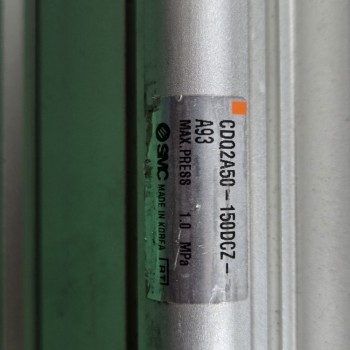 CDQ2A50-150DCZ-
A93
MAX.PRESS 1.0 MPa
SMC MADE IN KOREA